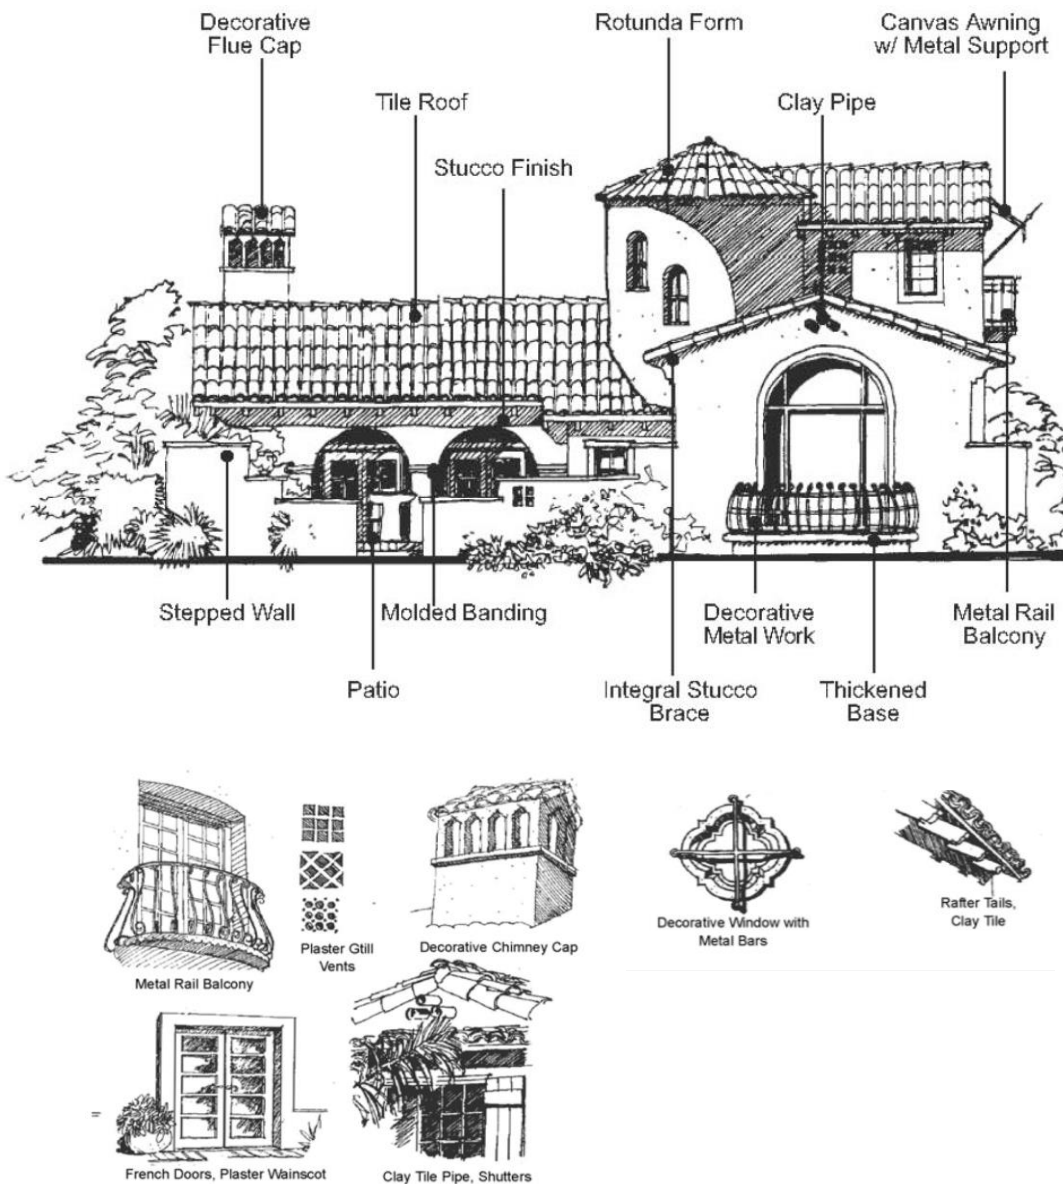 Decorative
Flue Cap
Rotunda Form
Canvas Awning
w/ Metal Support
Tile Roof
Clay Pipe
Stucco Finish
Stepped Wall
Molded Banding
Decorative
Metal Work
Metal Rail
Balcony
Patio
Integral Stucco
Brace
Thickened
Base
Metal Rail Balcony
Plaster Gtill
Vents
Decorative Chimney Cap
Decorative Window with
Metal Bars
Rafter Tails,
Clay Tile
French Doors, Plaster Wainscot
Clay Tile Pipe, Shutters